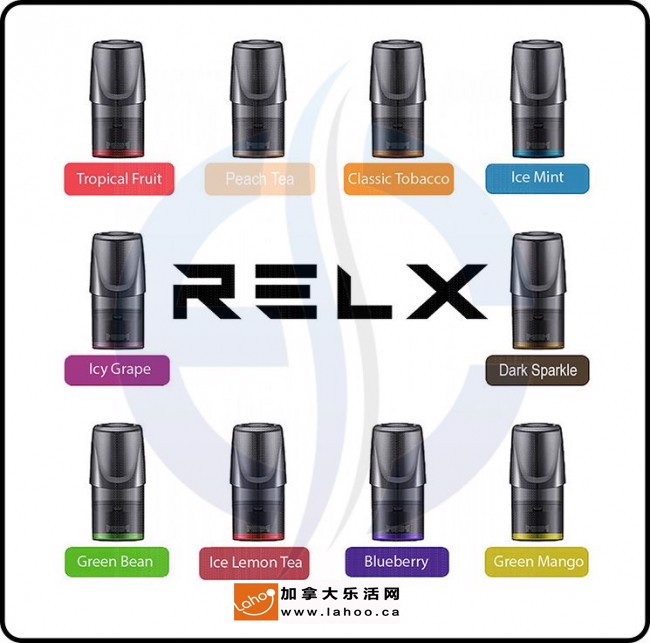 Tropical Fruit
Peach Tea
Classic Tobacco
Ice Mint
RELX
Icy Grape
Dark Sparkle
Green Bean
Ice Lemon Tea
Blueberry
Green Mango
Laho
加拿大乐活网
www.lahoo.ca